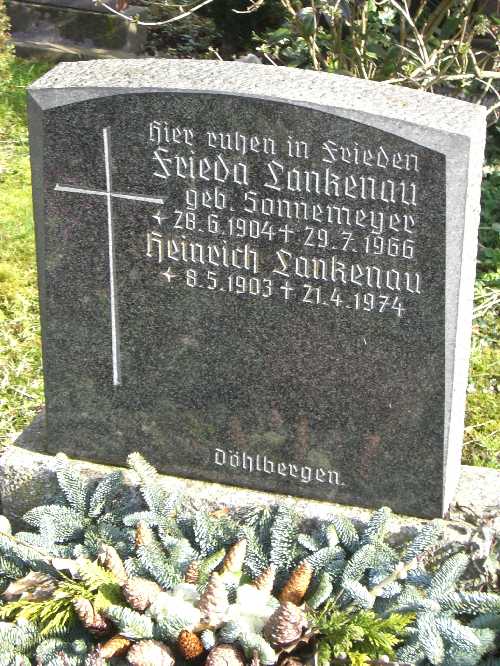 Hier ruhen in Frieden
Frieda Lankenau
geb. Sonnemeyer
✦ 28.6.1904 ✝ 29.7.1966
Heinrich Lankenau
✦ 8.5.1903 ✝ 21.4.1974
Döhlbergen.